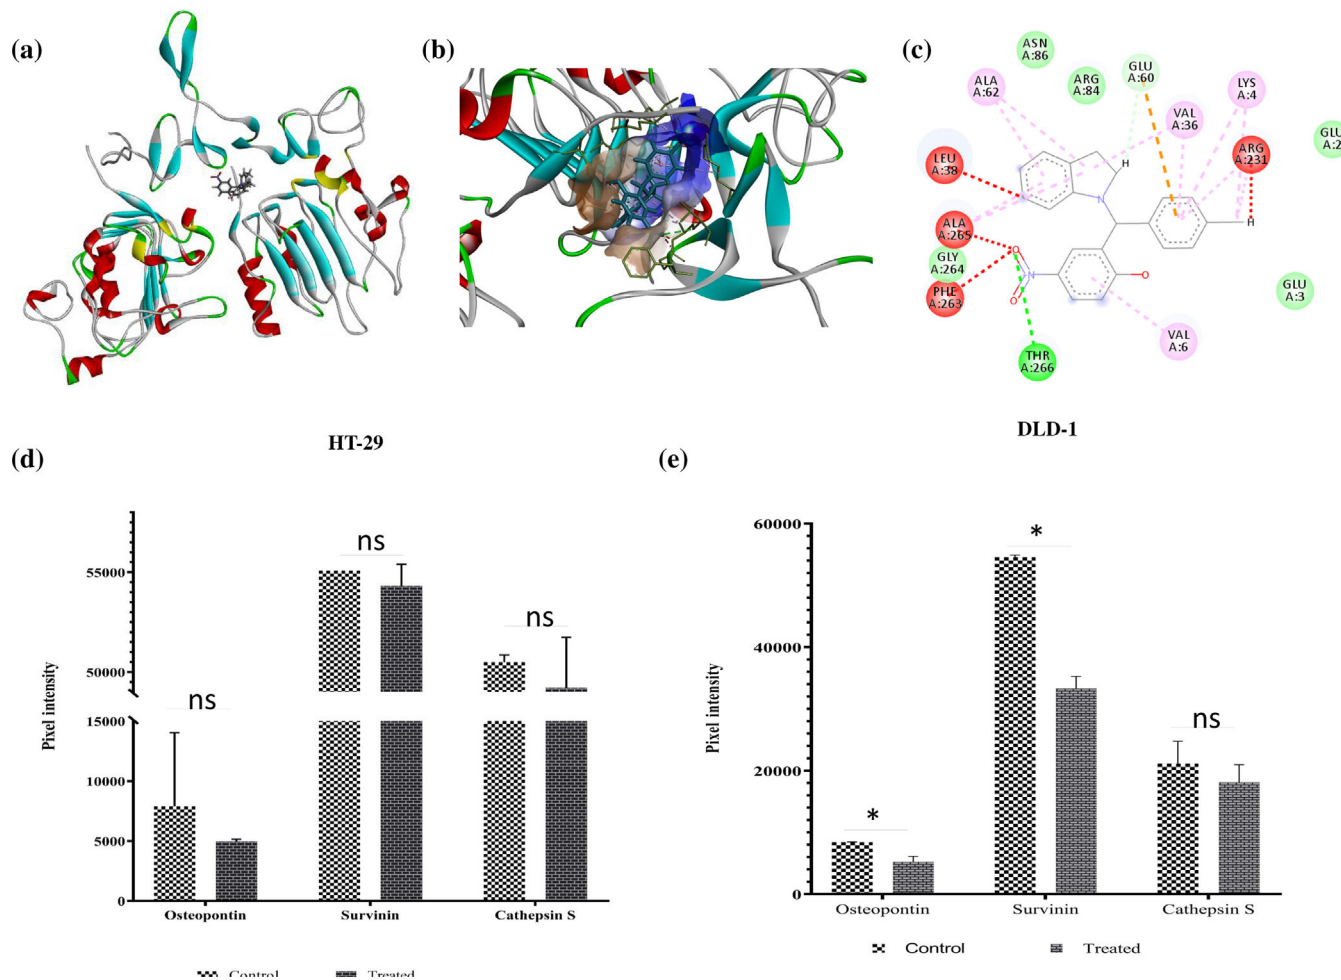 (a)
(b)
(c)
ASN
A:86
ALA
A:62
ARG
A:84
GLU
A:60
LYS
A:4
VAL
A:36
GLU
ARG
A:231
LEU
A:38
H
N
ALA
A:265
H
GLY
A:264
O
N
O
PHE
A:263
O
GLU
A:3
VAL
A:6
THR
A:266
HT-29
DLD-1
(d)
(e)
Pixel intensity
55000
50000
15000
10000
5000
0
ns
ns
ns
Osteopontin
Survinin
Cathepsin S
Control
Treated
Pixel intensity
60000
40000
20000
0
*
*
ns
Osteopontin
Survinin
Cathepsin S
Control
Treated